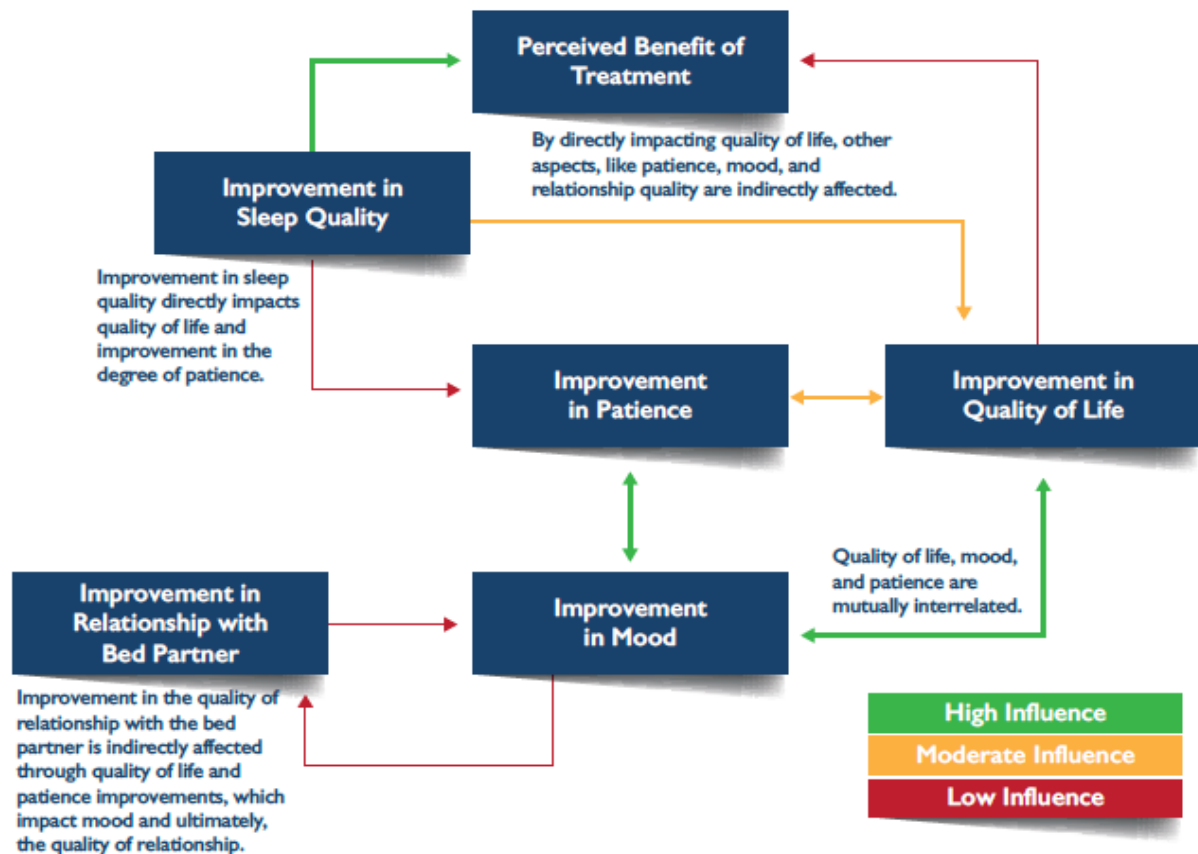 Perceived Benefit of
Treatment
By directly impacting quality of life, other
aspects, like patience, mood, and
relationship quality are indirectly affected.
Improvement in
Sleep Quality
Improvement in sleep
quality directly impacts
quality of life and
improvement in the
degree of patience.
Improvement
in Patience
Improvement in
Quality of Life
Quality of life, mood,
and patience are
mutually interrelated.
Improvement in
Relationship with
Bed Partner
Improvement
in Mood
Improvement in the quality of
relationship with the bed
partner is indirectly affected
through quality of life and
patience improvements, which
impact mood and ultimately,
the quality of relationship.
High Influence
Moderate Influence
Low Influence